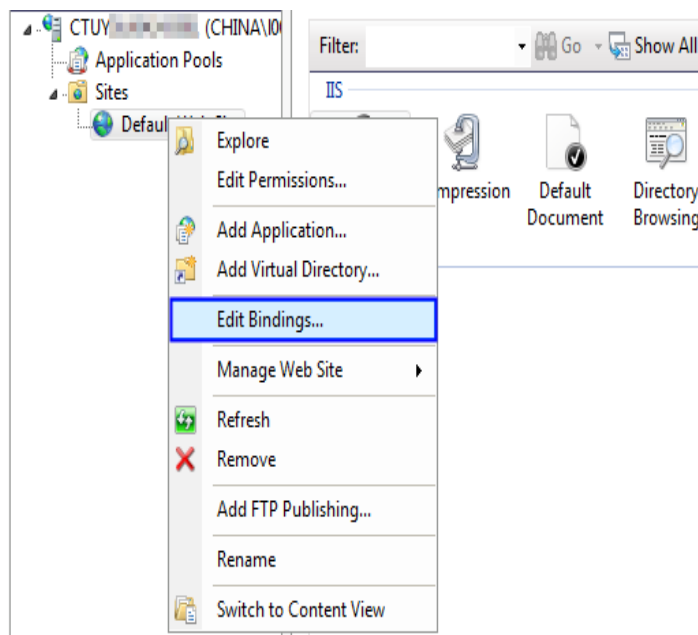 CTUY (CHINA\I0
Application Pools
Sites
Default
Filter:
Go
Show All
IIS
mpression
Default
Document
Directory
Browsing
Explore
Edit Permissions...
Add Application...
Add Virtual Directory...
Edit Bindings...
Manage Web Site
Refresh
Remove
Add FTP Publishing...
Rename
Switch to Content View